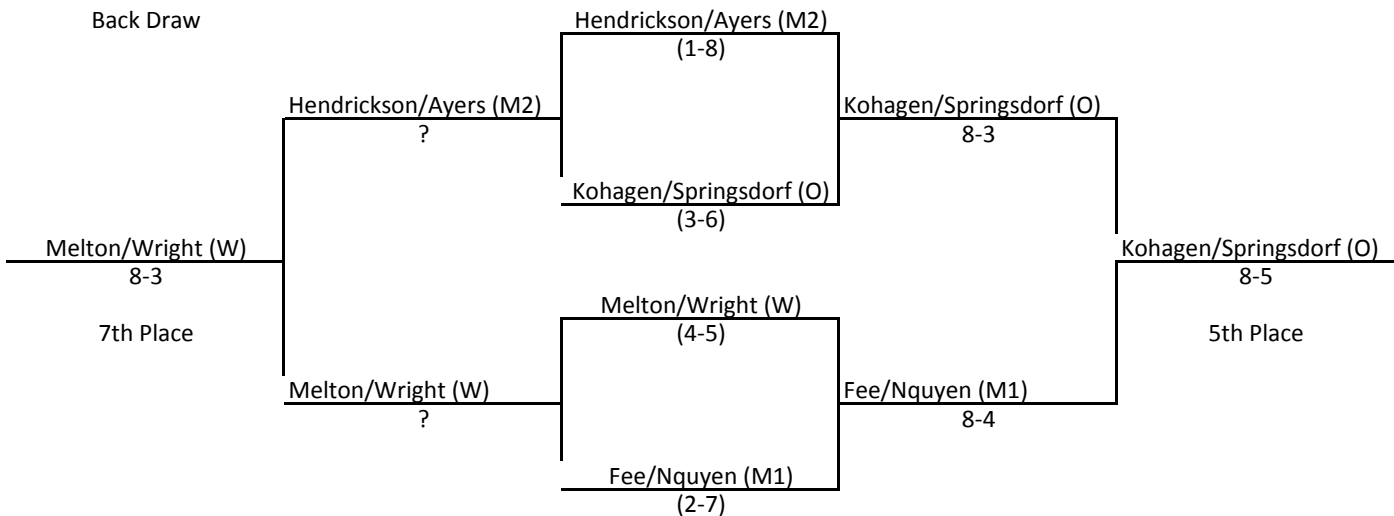 Back Draw
Hendrickson/Ayers (M2)
(1-8)
Hendrickson/Ayers (M2)
?
Kohagen/Springsdorf (O)
8-3
Kohagen/Springsdorf (O)
(3-6)
Melton/Wright (W)
8-3
Kohagen/Springsdorf (O)
8-5
Melton/Wright (W)
(4-5)
7th Place
5th Place
Melton/Wright (W)
?
Fee/Nquyen (M1)
8-4
Fee/Nquyen (M1)
(2-7)